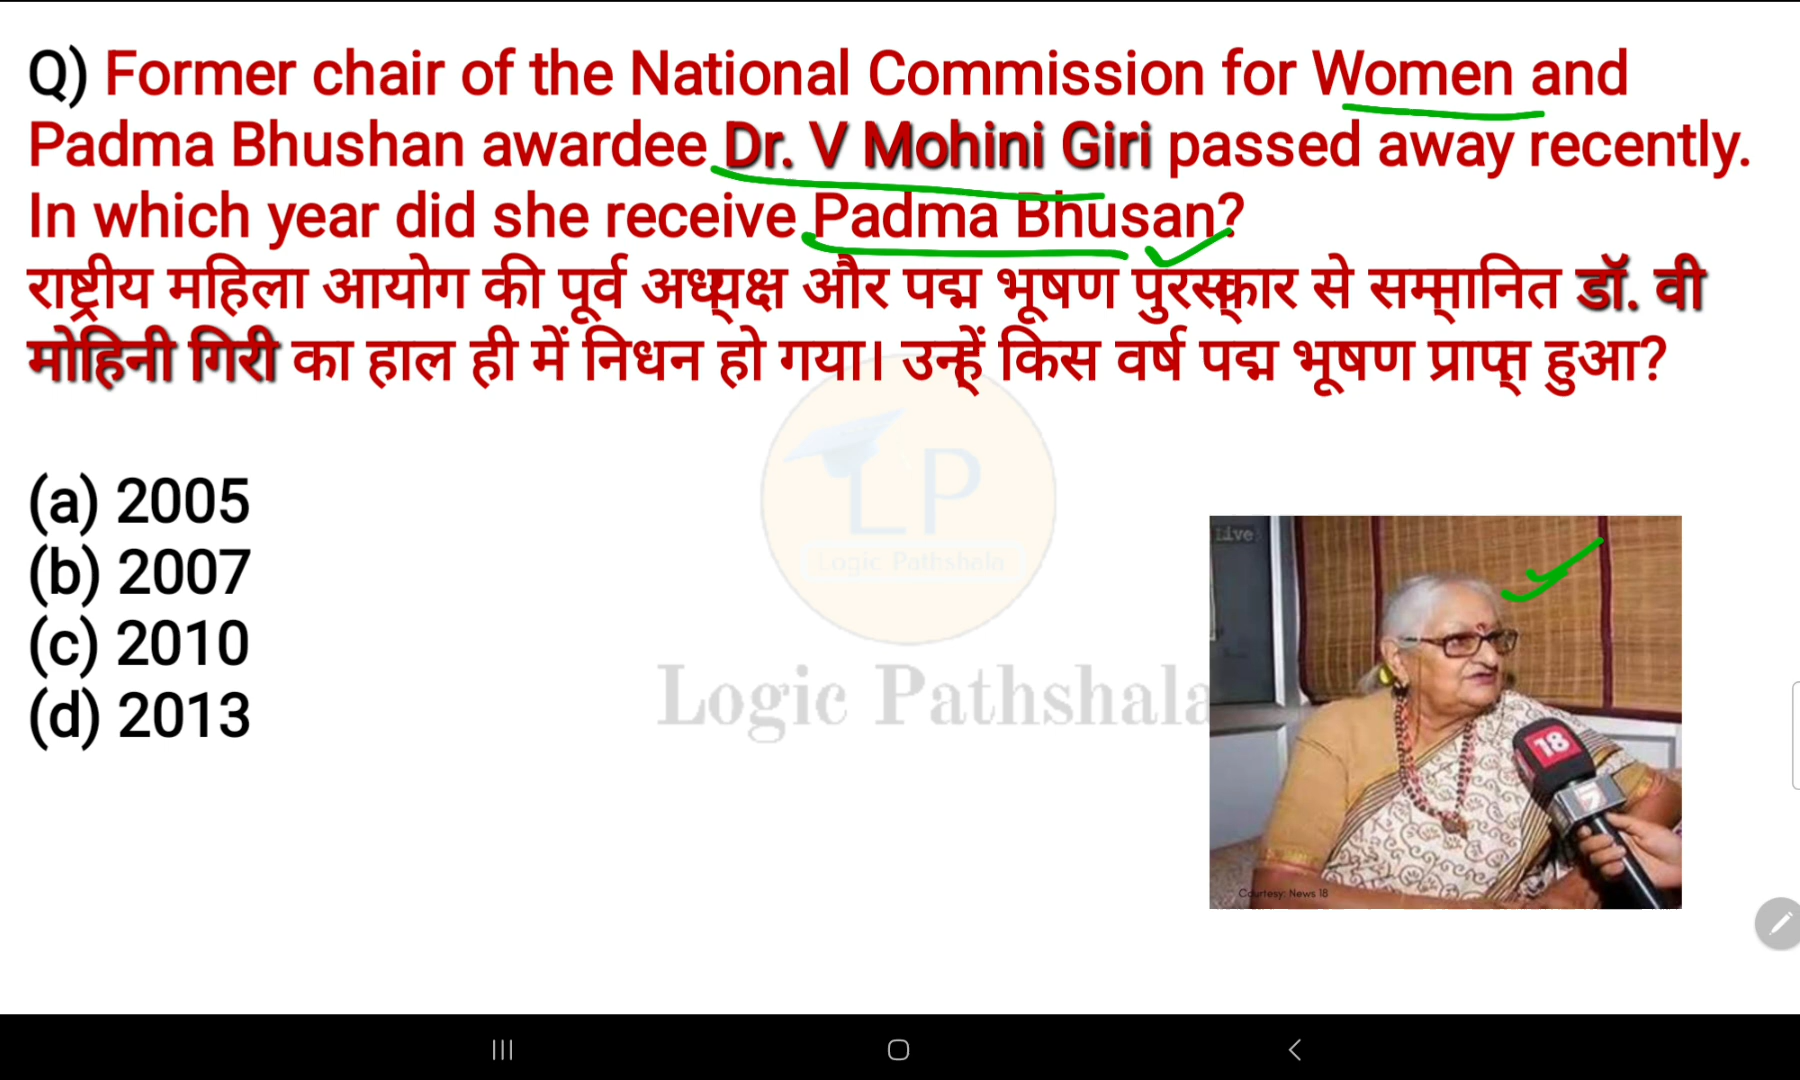 Q) Former chair of the National Commission for Women and
Padma Bhushan awardee Dr. V Mohini Giri passed away recently.
In which year did she receive Padma Bhusan?
राष्ट्रीय महिला आयोग की पूर्व अध्यक्ष और पद्म भूषण पुरस्कार से सम्मानित डॉ. वी
मोहिनी गिरी का हाल ही में निधन हो गया। उन्हें किस वर्ष पद्म भूषण प्राप्त हुआ?
(a) 2005
(b) 2007
(c) 2010
(d) 2013
LP
Logic Pathshala
Logic Pathshala
Live
18
Courtesy: News 18